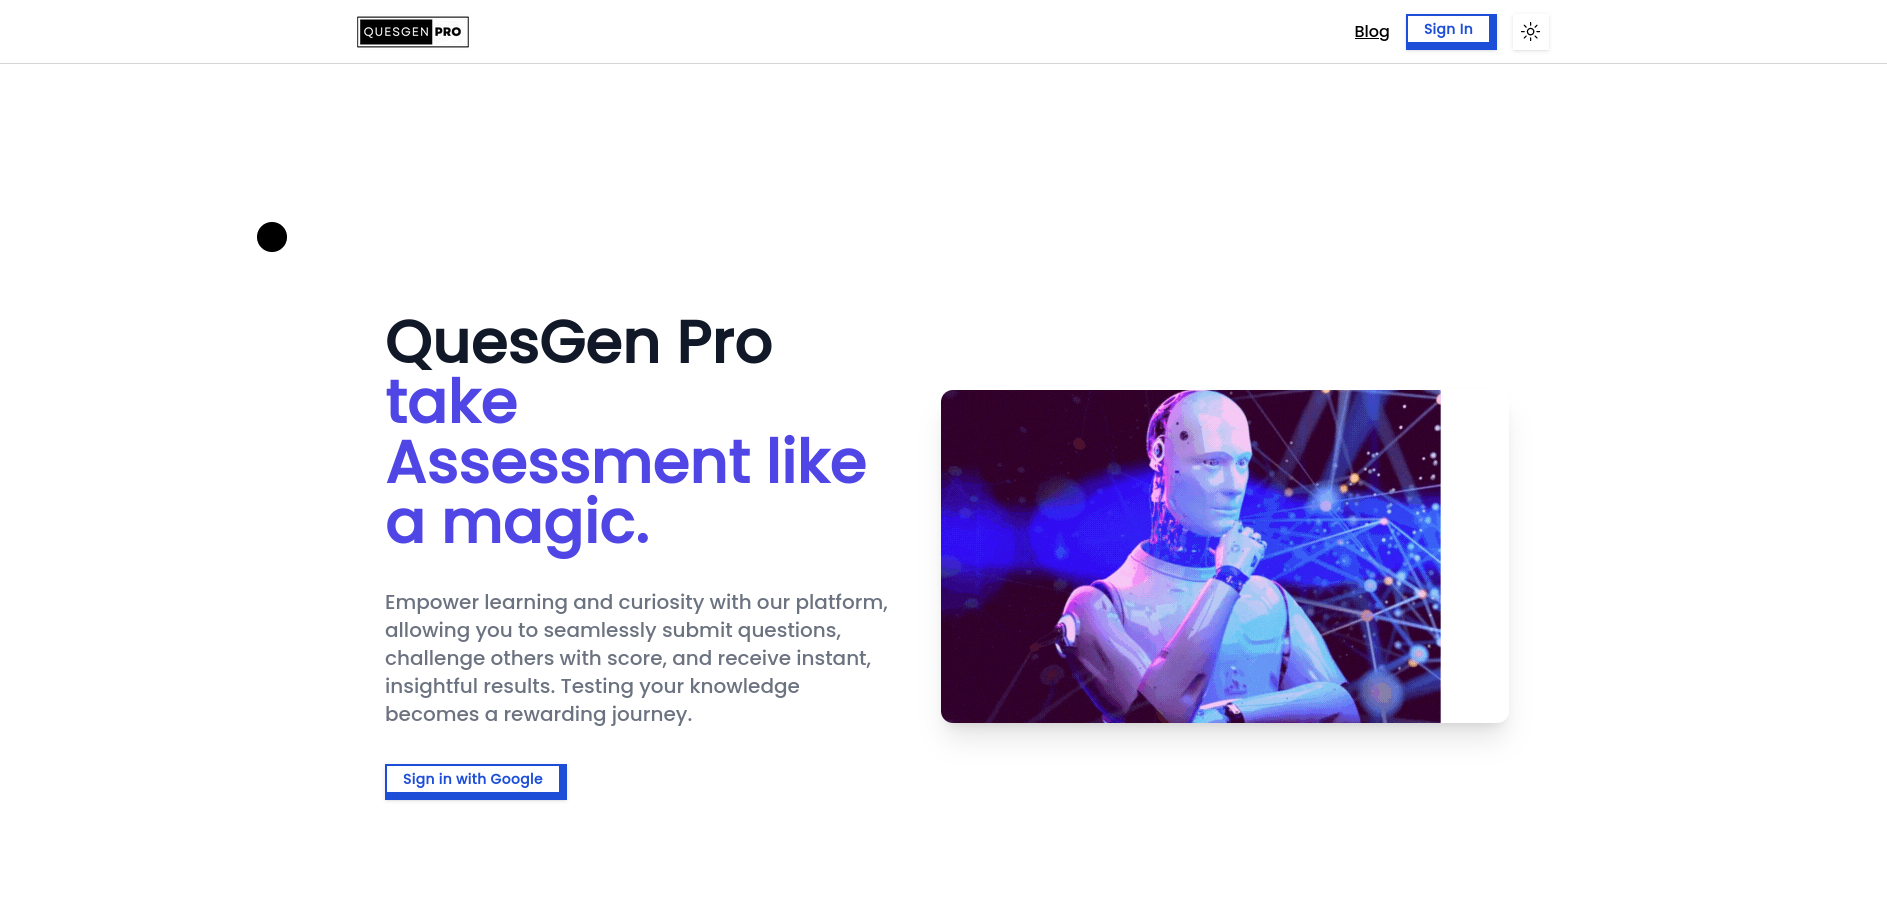 QUESGEN PRO
Blog
Sign In
QuesGen Pro
take
Assessment like
a magic.
Empower learning and curiosity with our platform,
allowing you to seamlessly submit questions,
challenge others with score, and receive instant,
insightful results. Testing your knowledge
becomes a rewarding journey.
Sign in with Google